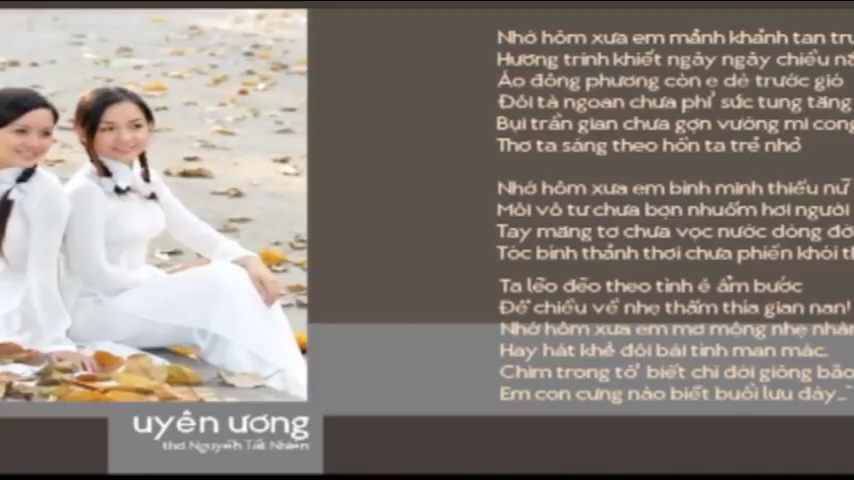 Nhớ hôm xưa em mảnh khảnh tan
Hương trinh khiết ngây ngây chiều
Áo đông phương còn e dè trước gió
Đôi tà ngoan chưa phỉ sức tung tăng
Bụi trần gian chưa gợn vướng mi cong
Thơ ta sáng theo hồn ta trẻ nhỏ
Nhớ hôm xưa em bình minh thiếu nữ
Môi vô tư chưa bợn nhuốm hơi người
Tay măng tơ chưa vọc nước dòng
Tóc bình thảnh thơi chưa phiền khói
Ta lẽo đẽo theo tình ê ẩm bước
Để chiều về nhẹ thấm thía gian nan!
Nhớ hôm xưa em mơ mộng nhẹ
Hay hát khẽ đôi bài tình man mác.
Chim trong tổ biết chi đời giông bão
Em con cưng nào biết buổi lưu đày...
uyên ương
thơ Nguyễn Tất Nhiên